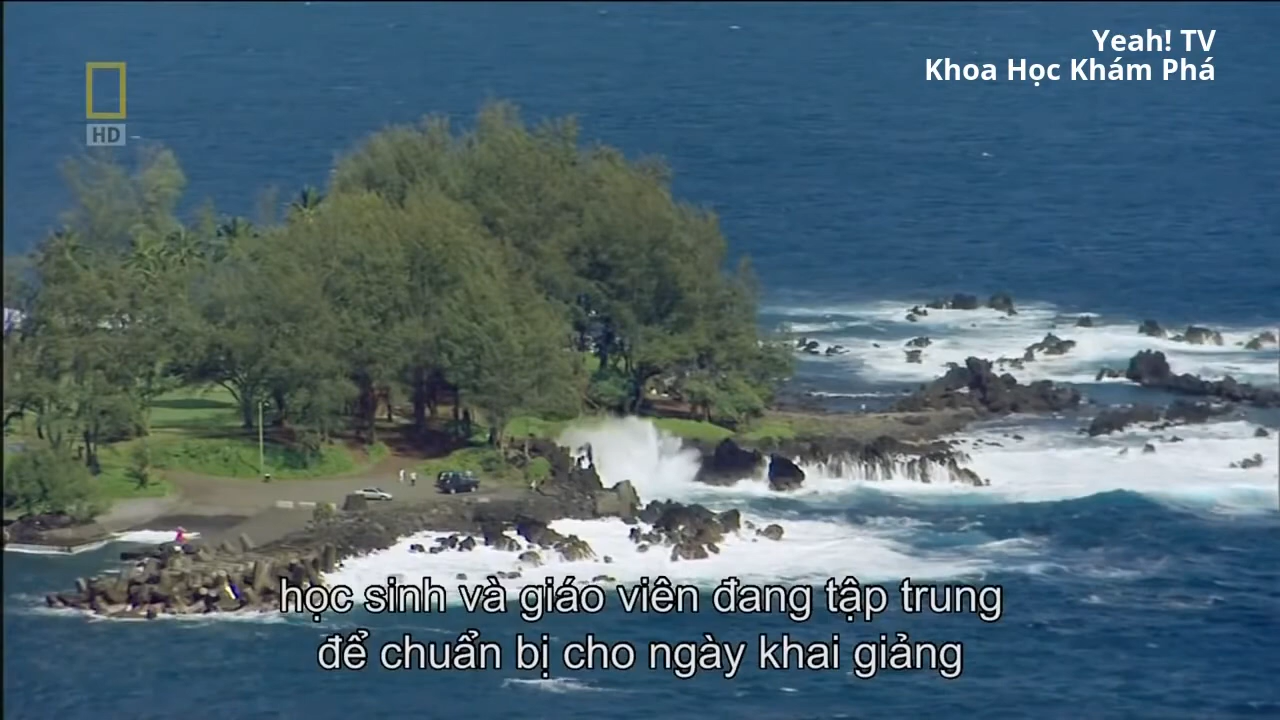 Yeah! TV
Khoa Học Khám Phá
HD
học sinh và giáo viên đang tập trung
để chuẩn bị cho ngày khai giảng